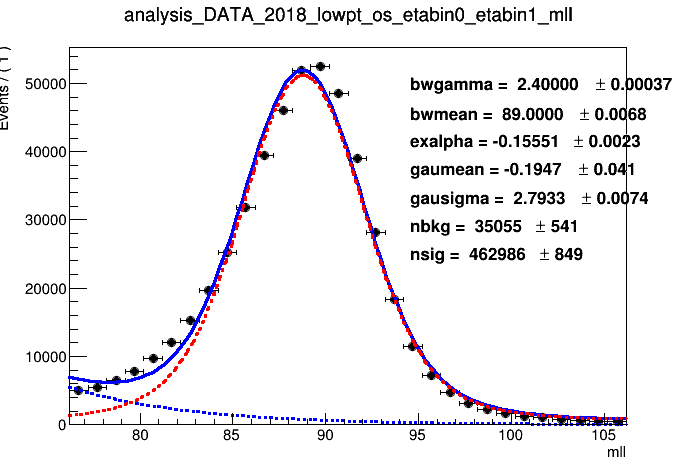 analysis_DATA_2018_lowpt_os_etabin0_etabin1_mll
Events / ( 1 )
50000
40000
30000
20000
10000
0
bwgamma = 2.40000 ± 0.00037
bwmean = 89.0000 ± 0.0068
exalpha = -0.15551 ± 0.0023
gaumean = -0.1947 ± 0.041
gausigma = 2.7933 ± 0.0074
nbkg = 35055 ± 541
nsig = 462986 ± 849
80 85 90 95 100 105
mll